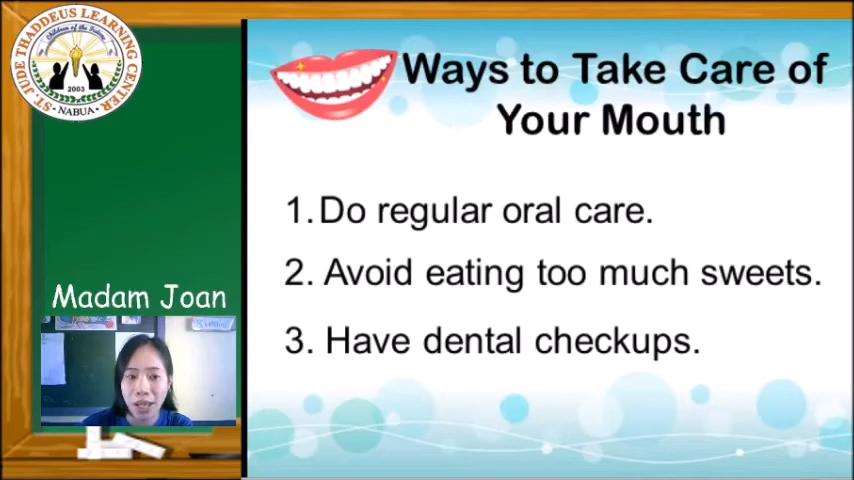 ST. JUDE THADDEUS LEARNING CENTER
Children of the Future
2003
NABUA
Ways to Take Care of
Your Mouth
1. Do regular oral care.
2. Avoid eating too much sweets.
3. Have dental checkups.
Madam Joan